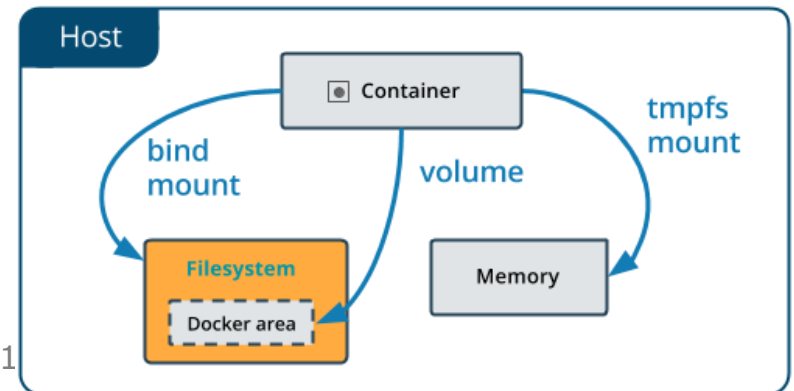 Host
Container
tmpfs
mount
bind
mount
volume
Filesystem
Memory
Docker area
1